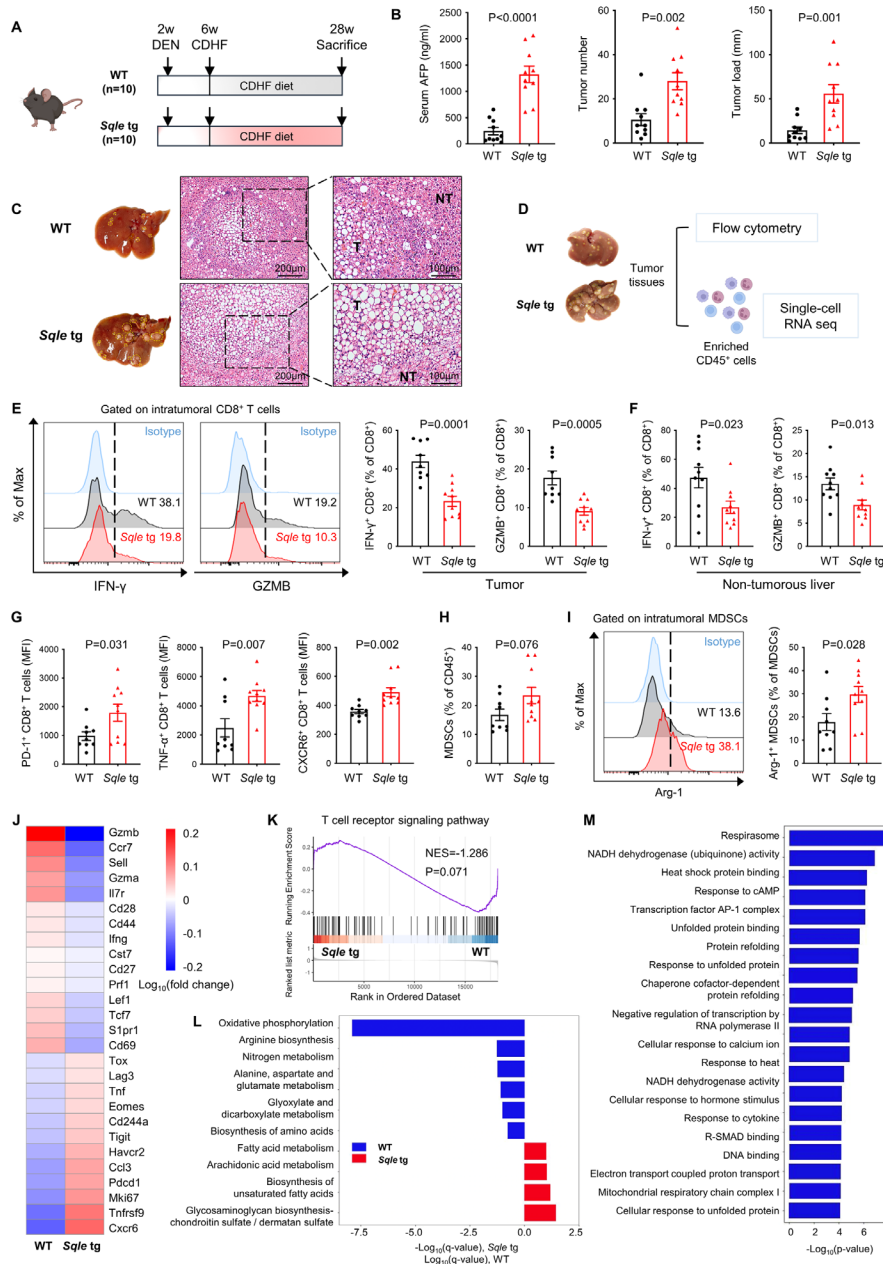 A
2w
DEN
6w
CDHF
28w
Sacrifice
WT
(n=10)
CDHF diet
Sqle tg
(n=10)
CDHF diet
B
P<0.0001
Serum AFP (ng/ml)
2500
2000
1500
1000
500
0
WT
Sqle tg
P=0.002
Tumor number
60
40
20
0
WT
Sqle tg
P=0.001
Tumor load (mm)
150
100
50
0
WT
Sqle tg
C
WT
200μm
NT
T
100μm
Sqle tg
200μm
T
NT
100μm
D
WT
Sqle tg
Tumor
tissues
Flow cytometry
Enriched
CD45⁺ cells
Single-cell
RNA seq
E
Gated on intratumoral CD8⁺ T cells
% of Max
Isotype
WT 38.1
Sqle tg 19.8
IFN-γ
Isotype
WT 19.2
Sqle tg 10.3
GZMB
P=0.0001
IFN-γ⁺ CD8⁺ (% of CD8⁺)
80
60
40
20
0
WT
Sqle tg
P=0.0005
GZMB⁺ CD8⁺ (% of CD8⁺)
30
20
10
0
WT
Sqle tg
Tumor
F
P=0.023
IFN-γ⁺ CD8⁺ (% of CD8⁺)
100
80
60
40
20
0
WT
Sqle tg
P=0.013
GZMB⁺ CD8⁺ (% of CD8⁺)
25
20
15
10
5
0
WT
Sqle tg
Non-tumorous liver
G
P=0.031
PD-1⁺ CD8⁺ T cells (MFI)
4000
3000
2000
1000
0
WT
Sqle tg
P=0.007
TNF-α⁺ CD8⁺ T cells (MFI)
8000
6000
4000
2000
0
WT
Sqle tg
P=0.002
CXCR6⁺ CD8⁺ T cells (MFI)
800
600
400
200
0
WT
Sqle tg
H
P=0.076
MDSCs (% of CD45⁺)
40
30
20
10
0
WT
Sqle tg
I
Gated on intratumoral MDSCs
% of Max
Isotype
WT 13.6
Sqle tg 38.1
Arg-1
P=0.028
Arg-1⁺ MDSCs (% of MDSCs)
50
40
30
20
10
0
WT
Sqle tg
J
Gzmb
Ccr7
Sell
Gzma
Il7r
Cd28
Cd44
Ifng
Cst7
Cd27
Prf1
Lef1
Tcf7
S1pr1
Cd69
Tox
Lag3
Tnf
Eomes
Cd244a
Tigit
Havcr2
Ccl3
Pdcd1
Mki67
Tnfrsf9
Cxcr6
WT
Sqle tg
0.2
0.1
0
-0.1
-0.2
Log₁₀(fold change)
K
T cell receptor signaling pathway
NES=-1.286
P=0.071
Running Enrichment Score
0.2
0.0
-0.2
-0.4
Sqle tg
WT
Ranked list metric
1
0
-1
5000
10000
15000
Rank in Ordered Dataset
L
Oxidative phosphorylation
Arginine biosynthesis
Nitrogen metabolism
Alanine, aspartate and
glutamate metabolism
Glyoxylate and
dicarboxylate metabolism
Biosynthesis of amino acids
Fatty acid metabolism
Arachidonic acid metabolism
Biosynthesis of
unsaturated fatty acids
Glycosaminoglycan biosynthesis-
chondroitin sulfate / dermatan sulfate
WT
Sqle tg
-7.5
-5.0
-2.5
0.0
2.5
-Log₁₀(q-value), Sqle tg
Log₁₀(q-value), WT
M
Respirasome
NADH dehydrogenase (ubiquinone) activity
Heat shock protein binding
Response to cAMP
Transcription factor AP-1 complex
Unfolded protein binding
Protein refolding
Response to unfolded protein
Chaperone cofactor-dependent
protein refolding
Negative regulation of transcription by
RNA polymerase II
Cellular response to calcium ion
Response to heat
NADH dehydrogenase activity
Cellular response to hormone stimulus
Response to cytokine
R-SMAD binding
DNA binding
Electron transport coupled proton transport
Mitochondrial respiratory chain complex I
Cellular response to unfolded protein
0
2
4
6
-Log₁₀(p-value)